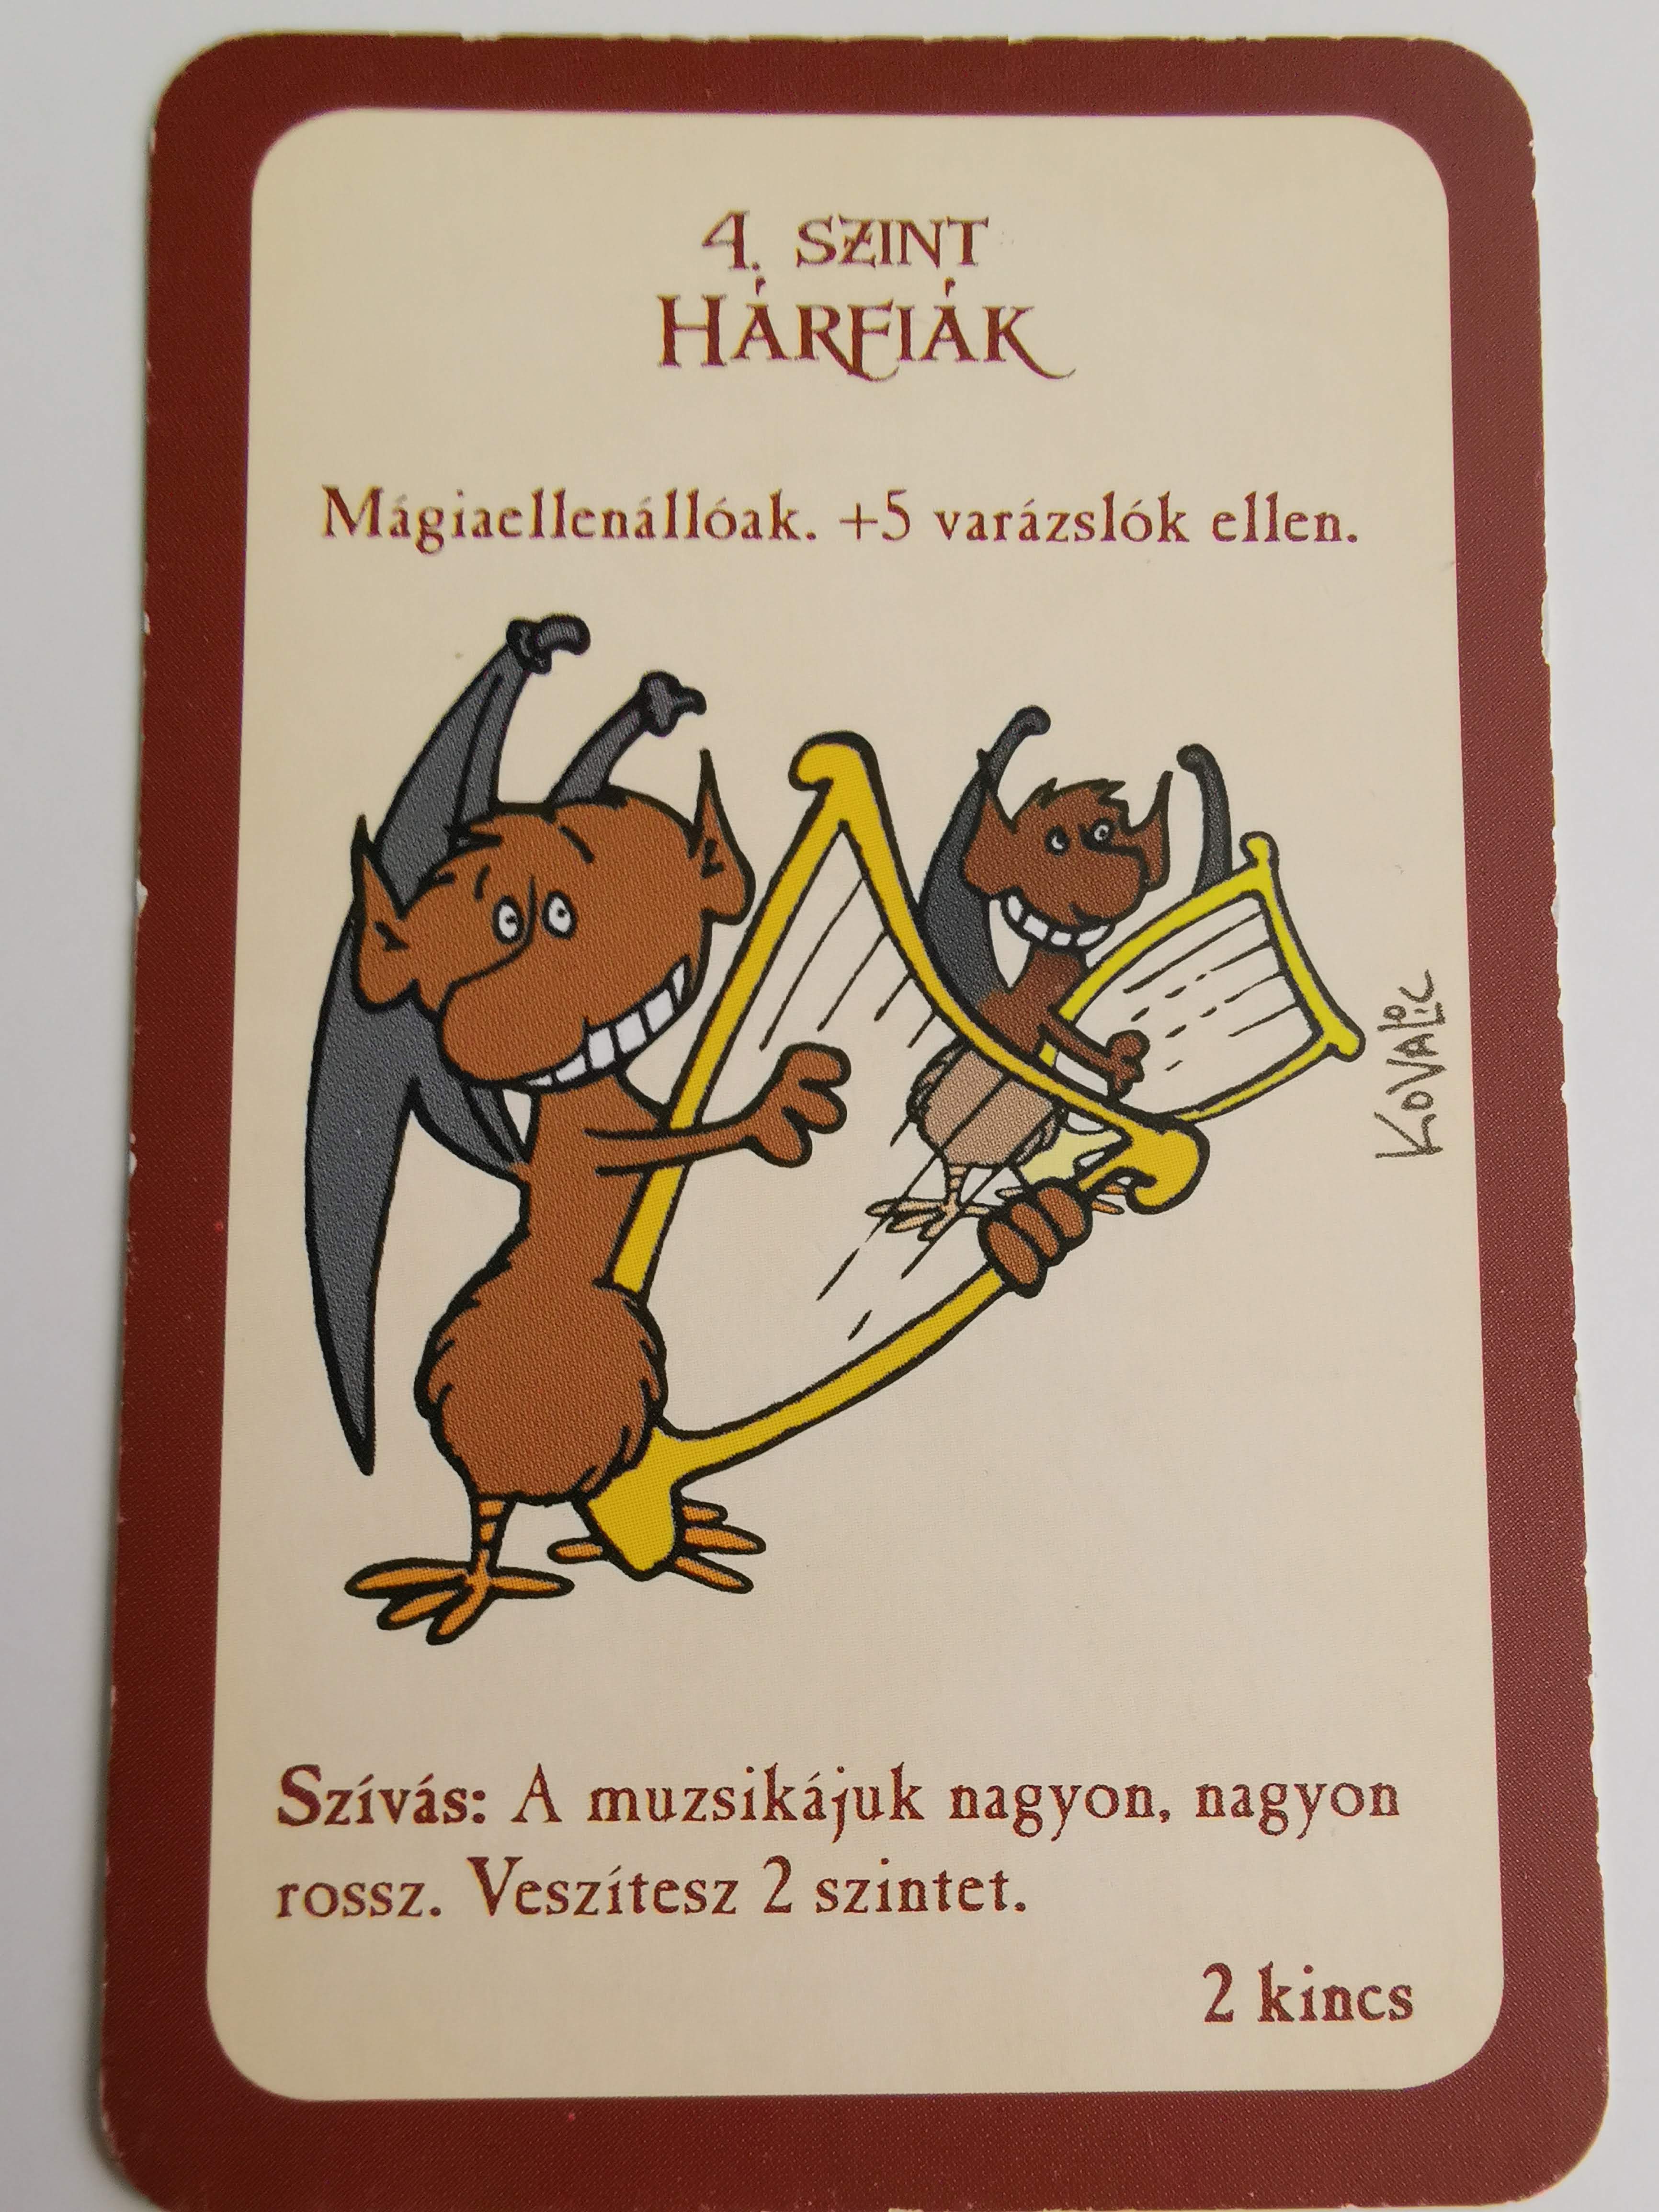 4. SZINT
HÁRFIÁK
Mágiaellenállóak. +5 varázslók ellen.
KOVALIC
Szívás: A muzsikájuk nagyon, nagyon
rossz. Veszítesz 2 szintet.
2 kincs